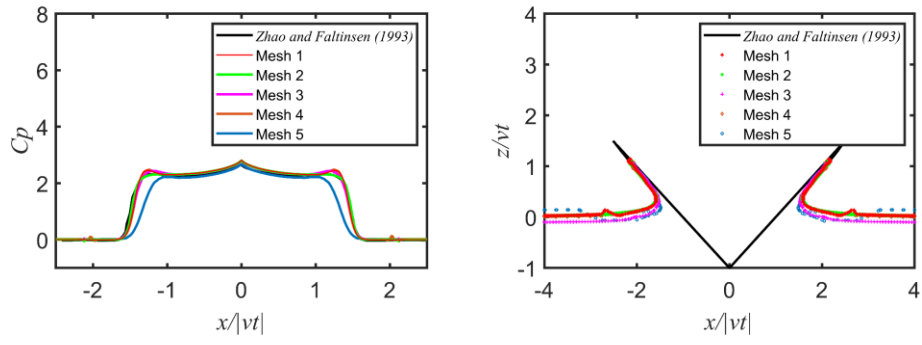 8
6
4
2
0
Cp
-2
-1
0
1
2
x/|vt|
Zhao and Faltinsen (1993)
Mesh 1
Mesh 2
Mesh 3
Mesh 4
Mesh 5
4
3
2
1
0
-1
z/vt
-4
-2
0
2
4
x/|vt|
Zhao and Faltinsen (1993)
Mesh 1
Mesh 2
Mesh 3
Mesh 4
Mesh 5